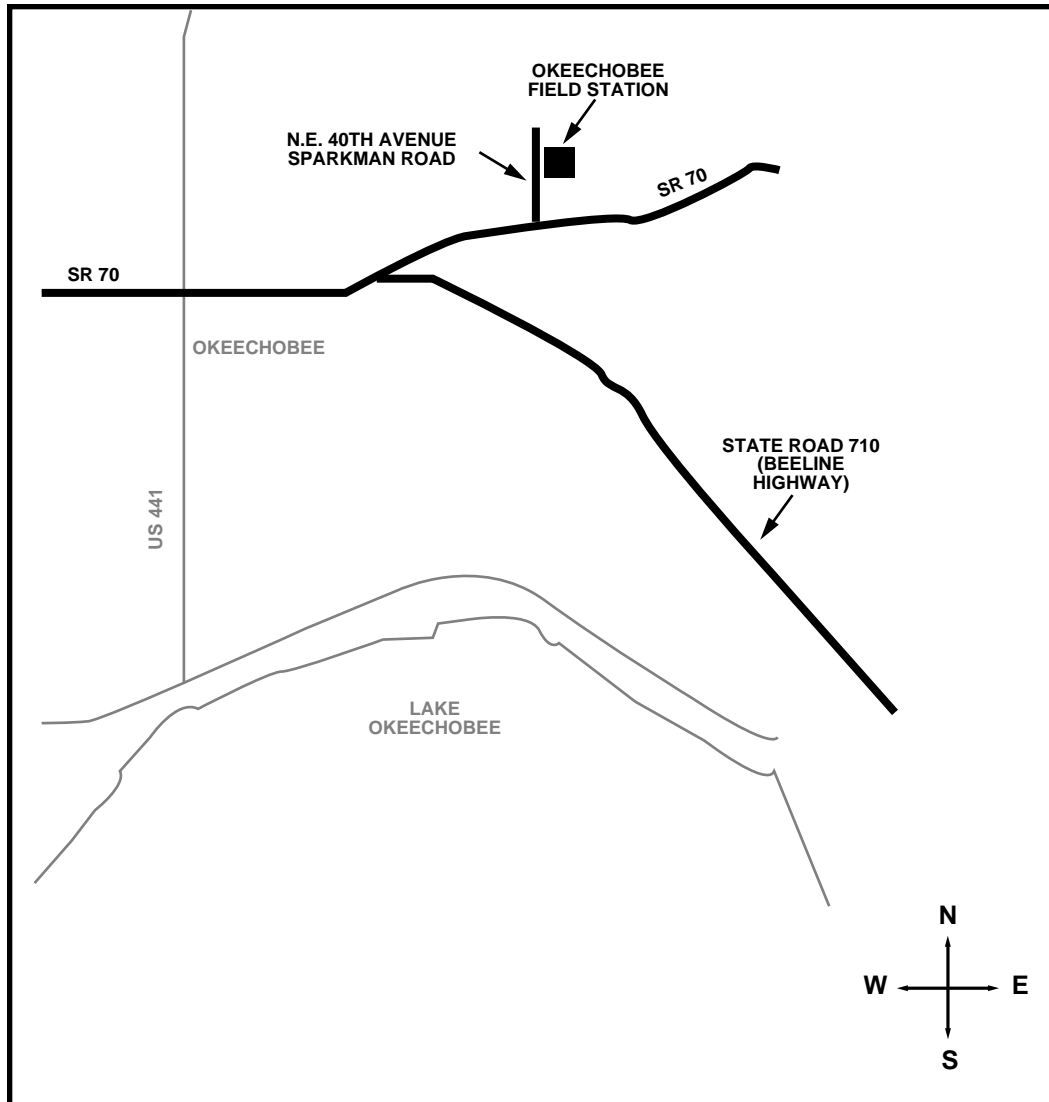 OKEECHOBEE
FIELD STATION
N.E. 40TH AVENUE
SPARKMAN ROAD
SR 70
SR 70
OKEECHOBEE
STATE ROAD 710
(BEELINE
HIGHWAY)
US 441
LAKE
OKEECHOBEE
N
W
E
S